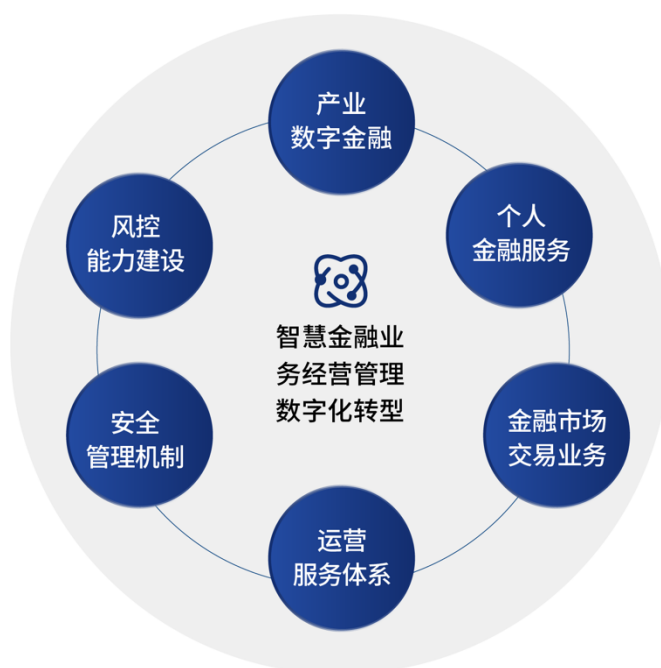 产业
数字金融
个人
金融服务
风控
能力建设
智慧金融业
务经营管理
数字化转型
金融市场
交易业务
安全
管理机制
运营
服务体系